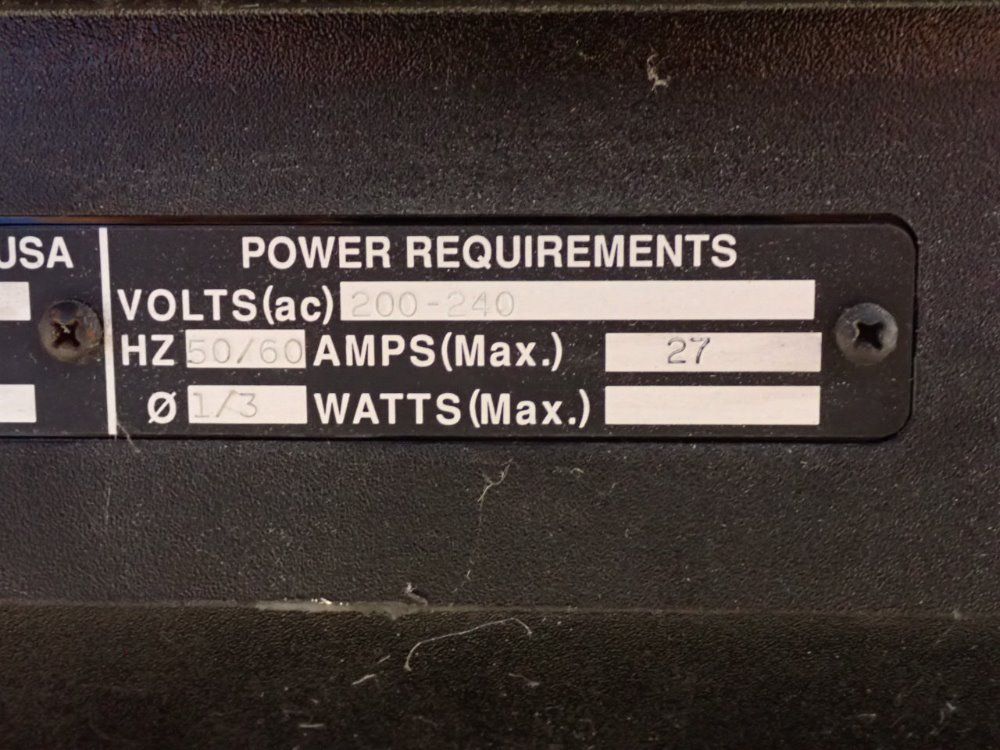 USA
POWER REQUIREMENTS
VOLTS(ac) 200-240
HZ 50/60 AMPS(Max.) 27
Ø 1/3 WATTS(Max.)